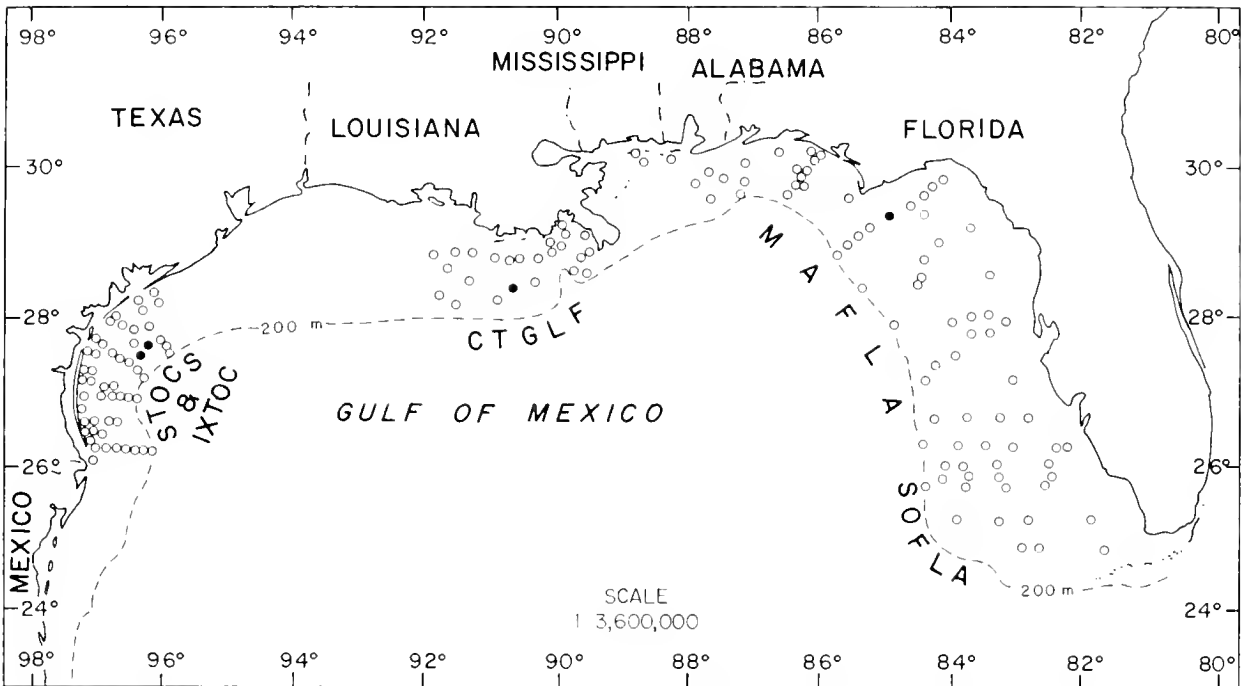 98° 96° 94° 92° 90° 88° 86° 84° 82° 80°
MISSISSIPPI
ALABAMA
TEXAS
LOUISIANA
FLORIDA
30° 30°
MAFLA
28° 28°
200 m
CTGLF
STOCS
&
IXTOC
GULF OF MEXICO
26° 26°
SOFLA
MEXICO
200 m
24° 24°
SCALE
1 3,600,000
98° 96° 94° 92° 90° 88° 86° 84° 82° 80°